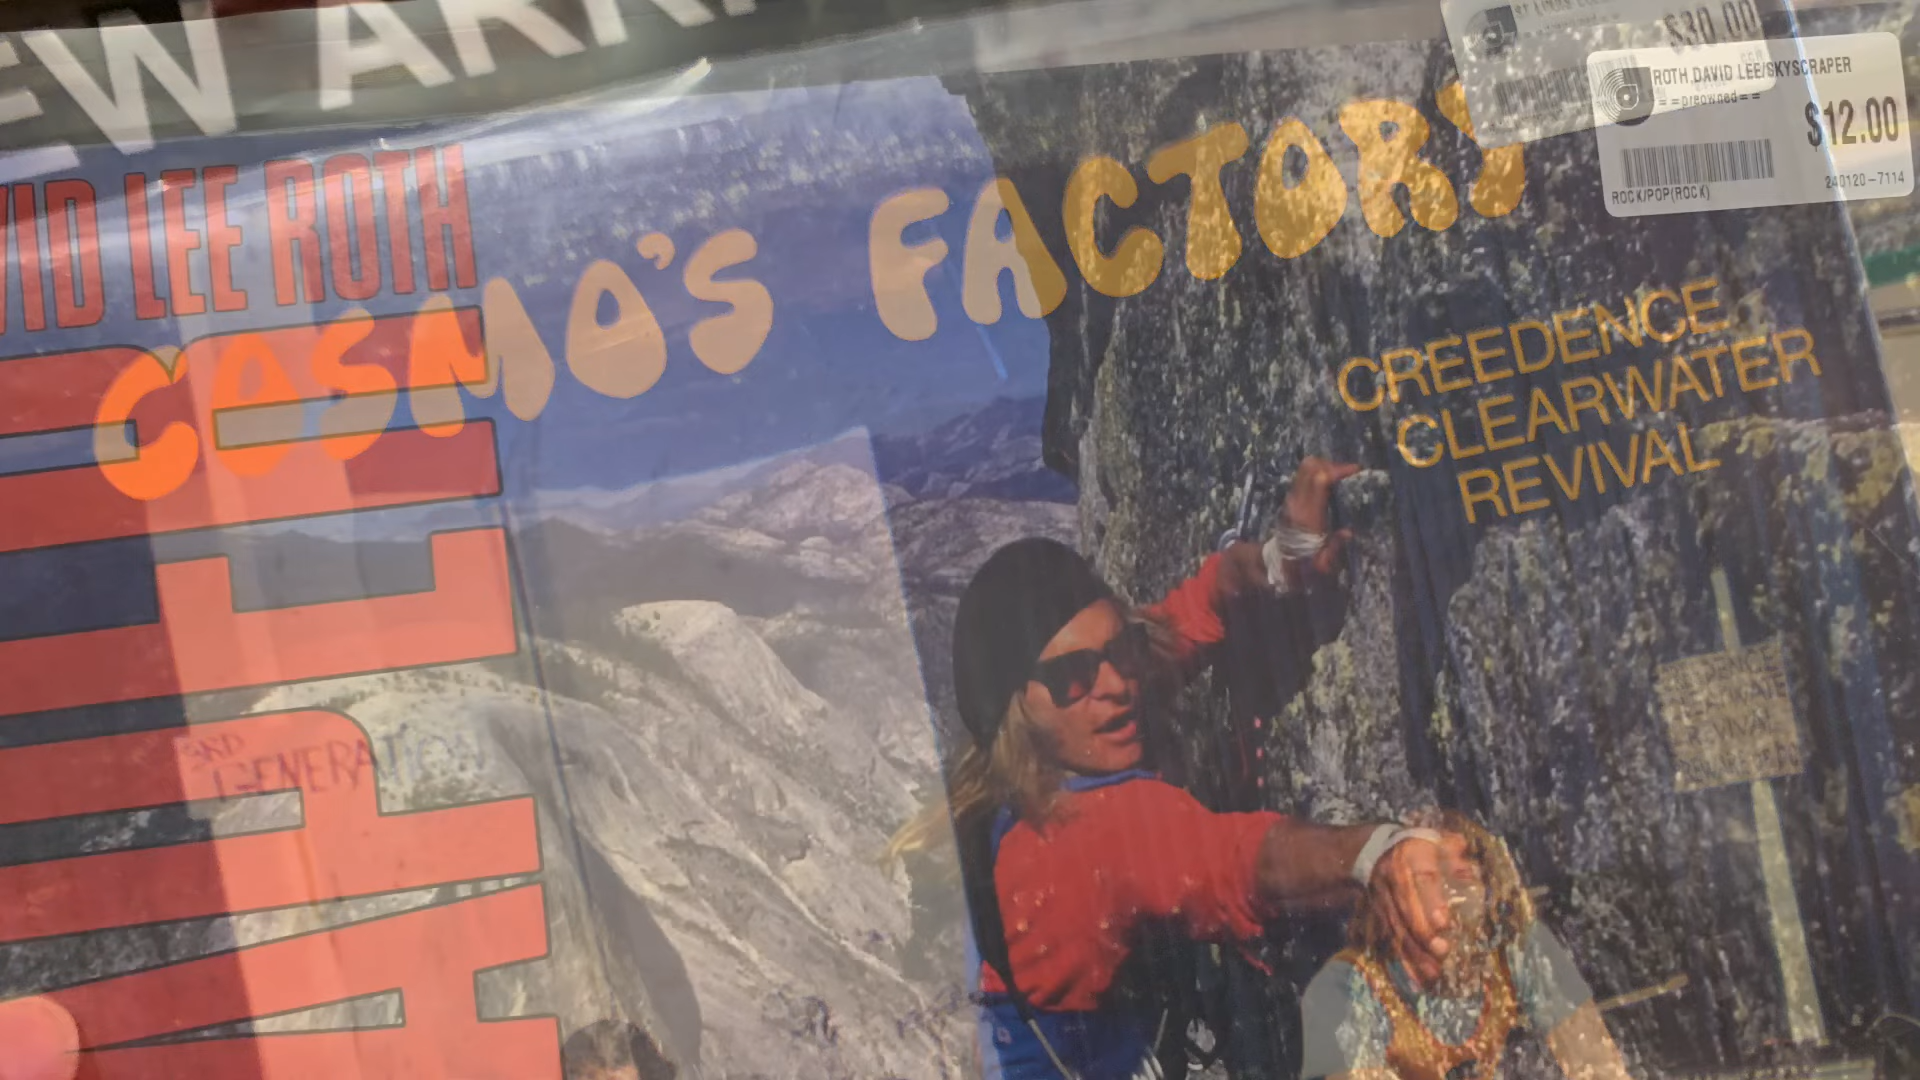 EW ARR
$30.00
ROTH,DAVID LEE/SKYSCRAPER
==preowned==
$12.00
240120-7114
ROCK/POP(ROCK)
VID LEE ROTH
COSMO'S FACTORY
CREEDENCE
CLEARWATER
REVIVAL
3RD
GENERATION